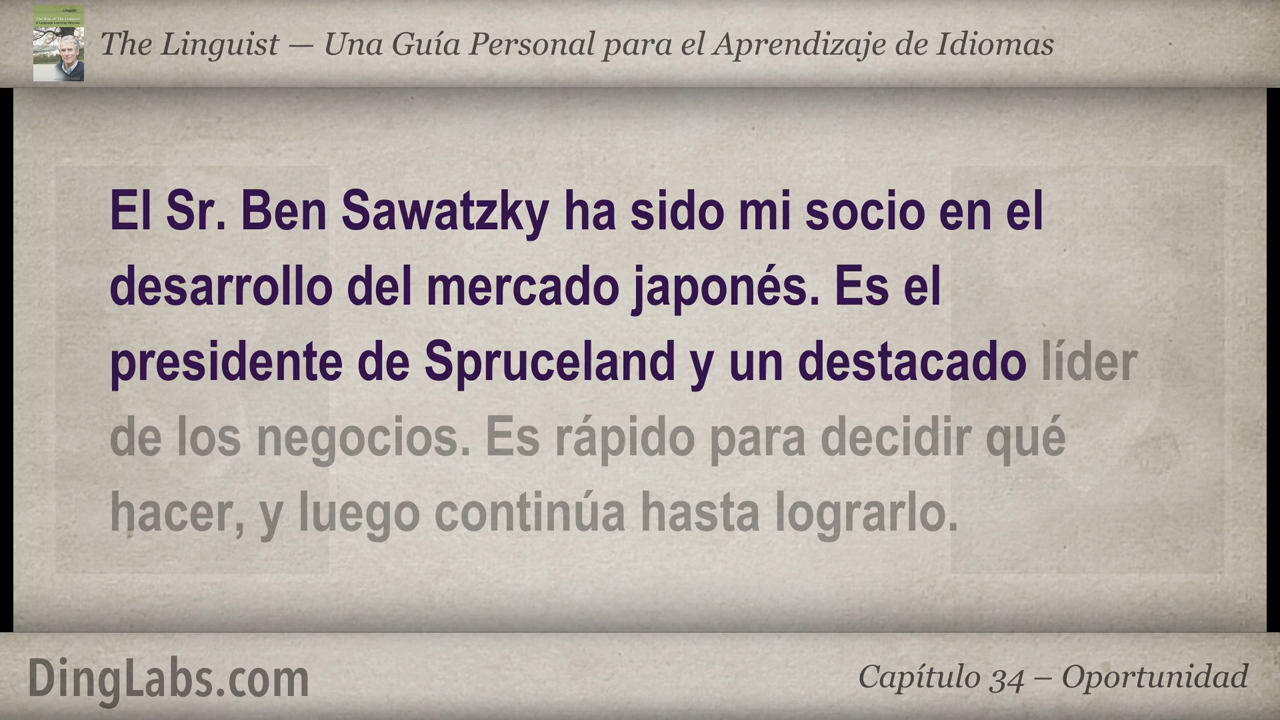 The Linguist — Una Guía Personal para el Aprendizaje de Idiomas
El Sr. Ben Sawatzky ha sido mi socio en el
desarrollo del mercado japonés. Es el
presidente de Spruceland y un destacado líder
de los negocios. Es rápido para decidir qué
hacer, y luego continúa hasta lograrlo.
DingLabs.com
Capítulo 34 – Oportunidad